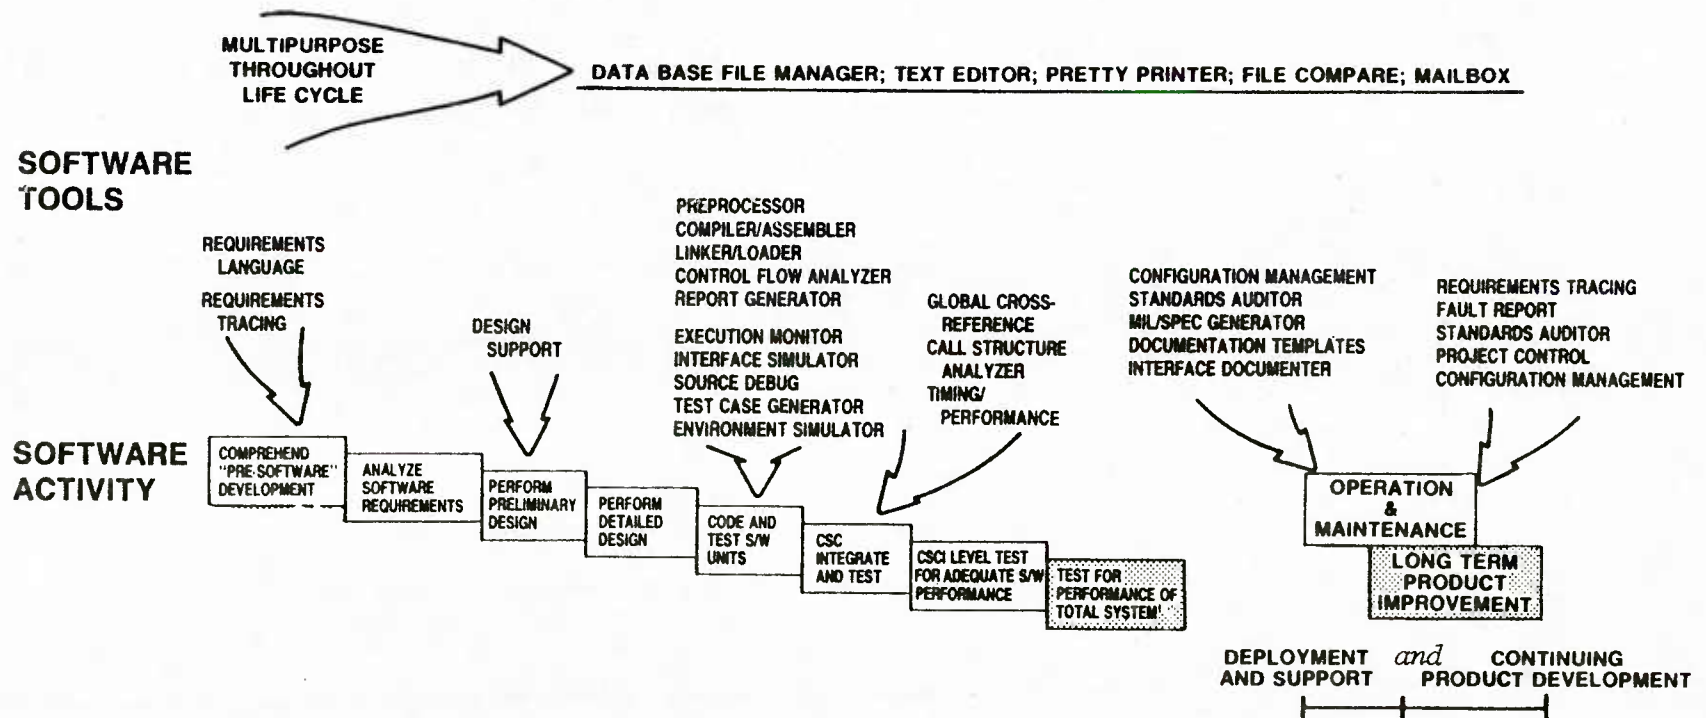 MULTIPURPOSE
THROUGHOUT
LIFE CYCLE
DATA BASE FILE MANAGER; TEXT EDITOR; PRETTY PRINTER; FILE COMPARE; MAILBOX
SOFTWARE
TOOLS
REQUIREMENTS
LANGUAGE
REQUIREMENTS
TRACING
DESIGN
SUPPORT
PREPROCESSOR
COMPILER/ASSEMBLER
LINKER/LOADER
CONTROL FLOW ANALYZER
REPORT GENERATOR
EXECUTION MONITOR
INTERFACE SIMULATOR
SOURCE DEBUG
TEST CASE GENERATOR
ENVIRONMENT SIMULATOR
GLOBAL CROSS-
REFERENCE
CALL STRUCTURE
ANALYZER
TIMING/
PERFORMANCE
CONFIGURATION MANAGEMENT
STANDARDS AUDITOR
MIL/SPEC GENERATOR
DOCUMENTATION TEMPLATES
INTERFACE DOCUMENTER
REQUIREMENTS TRACING
FAULT REPORT
STANDARDS AUDITOR
PROJECT CONTROL
CONFIGURATION MANAGEMENT
SOFTWARE
ACTIVITY
COMPREHEND
"PRE-SOFTWARE"
DEVELOPMENT
ANALYZE
SOFTWARE
REQUIREMENTS
PERFORM
PRELIMINARY
DESIGN
PERFORM
DETAILED
DESIGN
CODE AND
TEST S/W
UNITS
CSC
INTEGRATE
AND TEST
CSCI LEVEL TEST
FOR ADEQUATE S/W
PERFORMANCE
TEST FOR
PERFORMANCE OF
TOTAL SYSTEM
OPERATION
&
MAINTENANCE
LONG TERM
PRODUCT
IMPROVEMENT
DEPLOYMENT
AND SUPPORT
and
CONTINUING
PRODUCT DEVELOPMENT